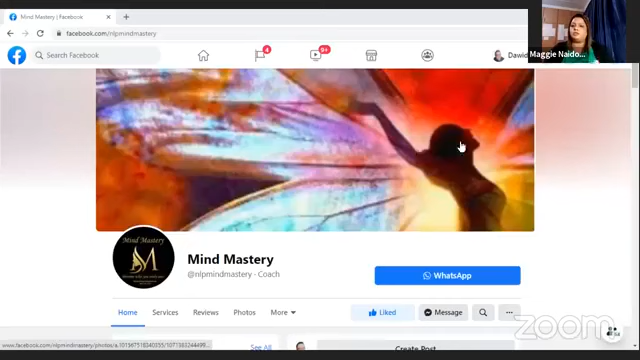 Mind Mastery | Facebook
facebook.com/nlpmindmastery
Search Facebook
4
9+
Dawid
Maggie Naido...
Mind Mastery
Mind Mastery
@nlpmindmastery · Coach
WhatsApp
Home
Services
Reviews
Photos
More
Liked
Message
See All
Create Post
zoom